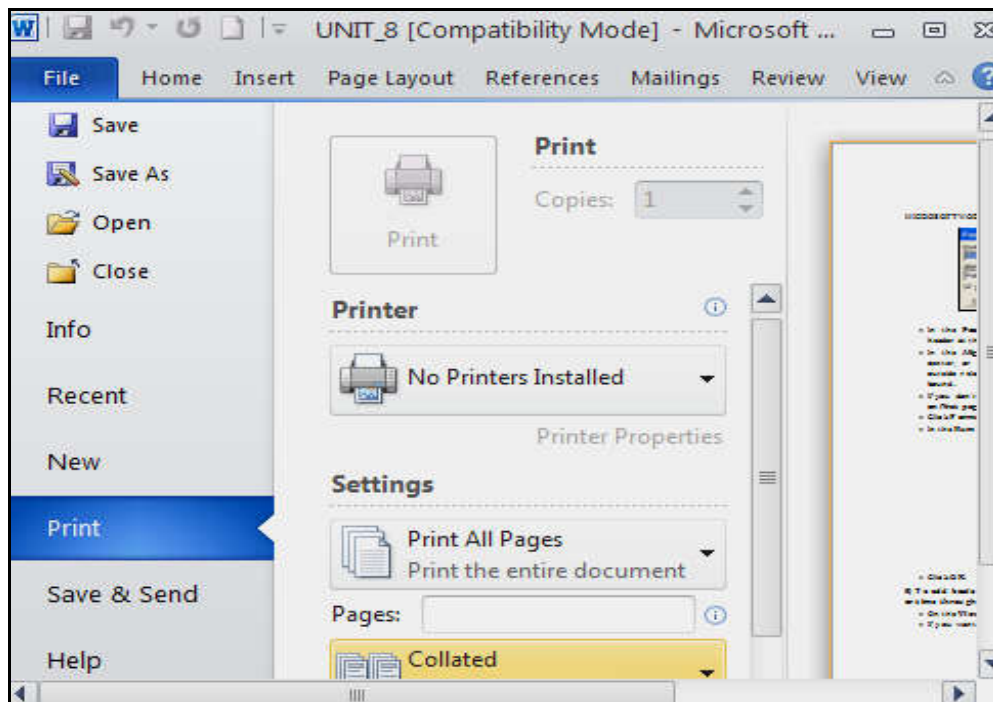 UNIT_8 [Compatibility Mode] - Microsoft ...
File Home Insert Page Layout References Mailings Review View
Save
Save As
Open
Close
Info
Recent
New
Print
Save & Send
Help
Print
Print
Copies: 1
Printer
No Printers Installed
Printer Properties
Settings
Print All Pages
Print the entire document
Pages:
Collated